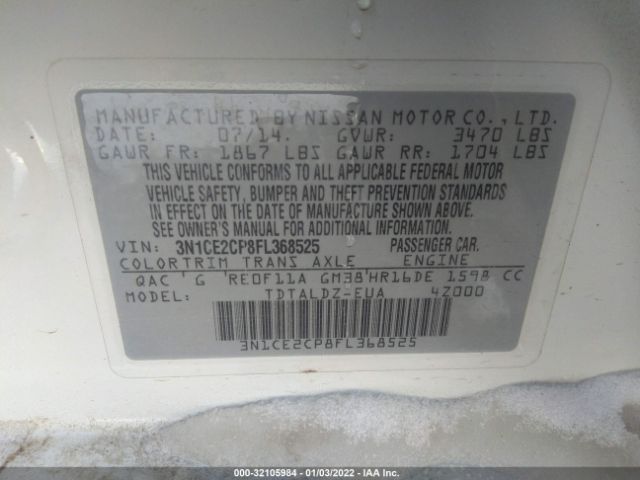 MANUFACTURED BY NISSAN MOTOR CO., LTD.
DATE: 07/14. GVWR: 3470 LBS
GAWR FR: 1867 LBS GAWR RR: 1704 LBS
THIS VEHICLE CONFORMS TO ALL APPLICABLE FEDERAL MOTOR
VEHICLE SAFETY, BUMPER AND THEFT PREVENTION STANDARDS
IN EFFECT ON THE DATE OF MANUFACTURE SHOWN ABOVE.
SEE OWNER'S MANUAL FOR ADDITIONAL INFORMATION.
VIN: 3N1CE2CP8FL368525 PASSENGER CAR.
COLOR TRIM TRANS AXLE ENGINE
QAC ' G 'RE0F11A GM38'HR16DE 1598 CC
MODEL: TDTALDZ-EUA 4Z000
3N1CE2CP8FL368525
000-32105984 - 01/03/2022 - IAA Inc.